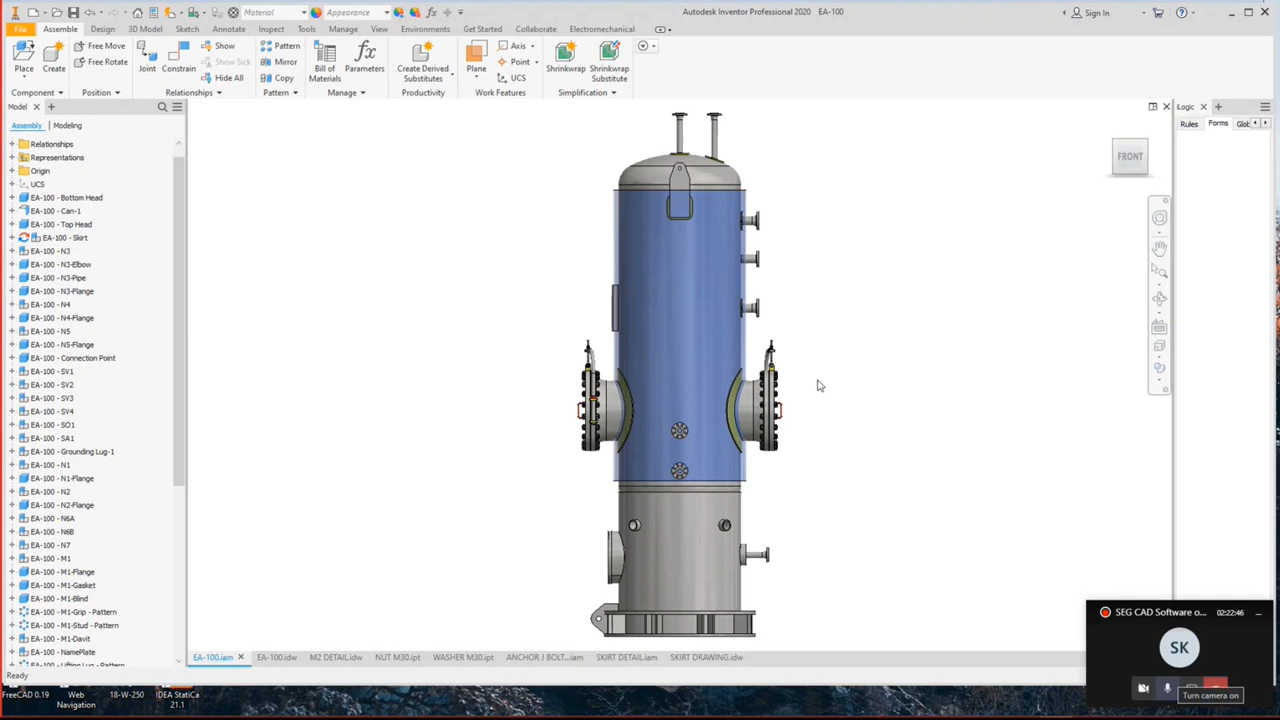 Material
Appearance
Autodesk Inventor Professional 2020 EA-100
Sign In
File
Assemble
Design
3D Model
Sketch
Annotate
Inspect
Tools
Manage
View
Environments
Get Started
Collaborate
Electromechanical
Place
Create
Free Move
Free Rotate
Joint
Constrain
Show
Show Sick
Hide All
Pattern
Mirror
Copy
Bill of
Materials
Parameters
Create Derived
Substitutes
Plane
Axis
Point
UCS
Shrinkwrap
Shrinkwrap
Substitute
Component
Position
Relationships
Pattern
Manage
Productivity
Work Features
Simplification
Model
Assembly
Modeling
Relationships
Representations
Origin
UCS
EA-100 - Bottom Head
EA-100 - Can-1
EA-100 - Top Head
EA-100 - Skirt
EA-100 - N3
EA-100 - N3-Elbow
EA-100 - N3-Pipe
EA-100 - N3-Flange
EA-100 - N4
EA-100 - N4-Flange
EA-100 - N5
EA-100 - N5-Flange
EA-100 - Connection Point
EA-100 - SV1
EA-100 - SV2
EA-100 - SV3
EA-100 - SV4
EA-100 - SO1
EA-100 - SA1
EA-100 - Grounding Lug-1
EA-100 - N1
EA-100 - N1-Flange
EA-100 - N2
EA-100 - N2-Flange
EA-100 - N6A
EA-100 - N6B
EA-100 - N7
EA-100 - M1
EA-100 - M1-Flange
EA-100 - M1-Gasket
EA-100 - M1-Blind
EA-100 - M1-Grip - Pattern
EA-100 - M1-Stud - Pattern
EA-100 - M1-Davit
EA-100 - NamePlate
EA-100 - Lifting Lug - Pattern
FRONT
iLogic
Rules
Forms
Glob
EA-100.iam
EA-100.idw
M2 DETAIL.idw
NUT M30.ipt
WASHER M30.ipt
ANCHOR J BOLT...iam
SKIRT DETAIL.iam
SKIRT DRAWING.idw
Ready
SEG CAD Software o...
02:22:46
SK
Turn camera on
FreeCAD 0.19
Web
Navigation
18-W-250
IDEA StatiCa
21.1